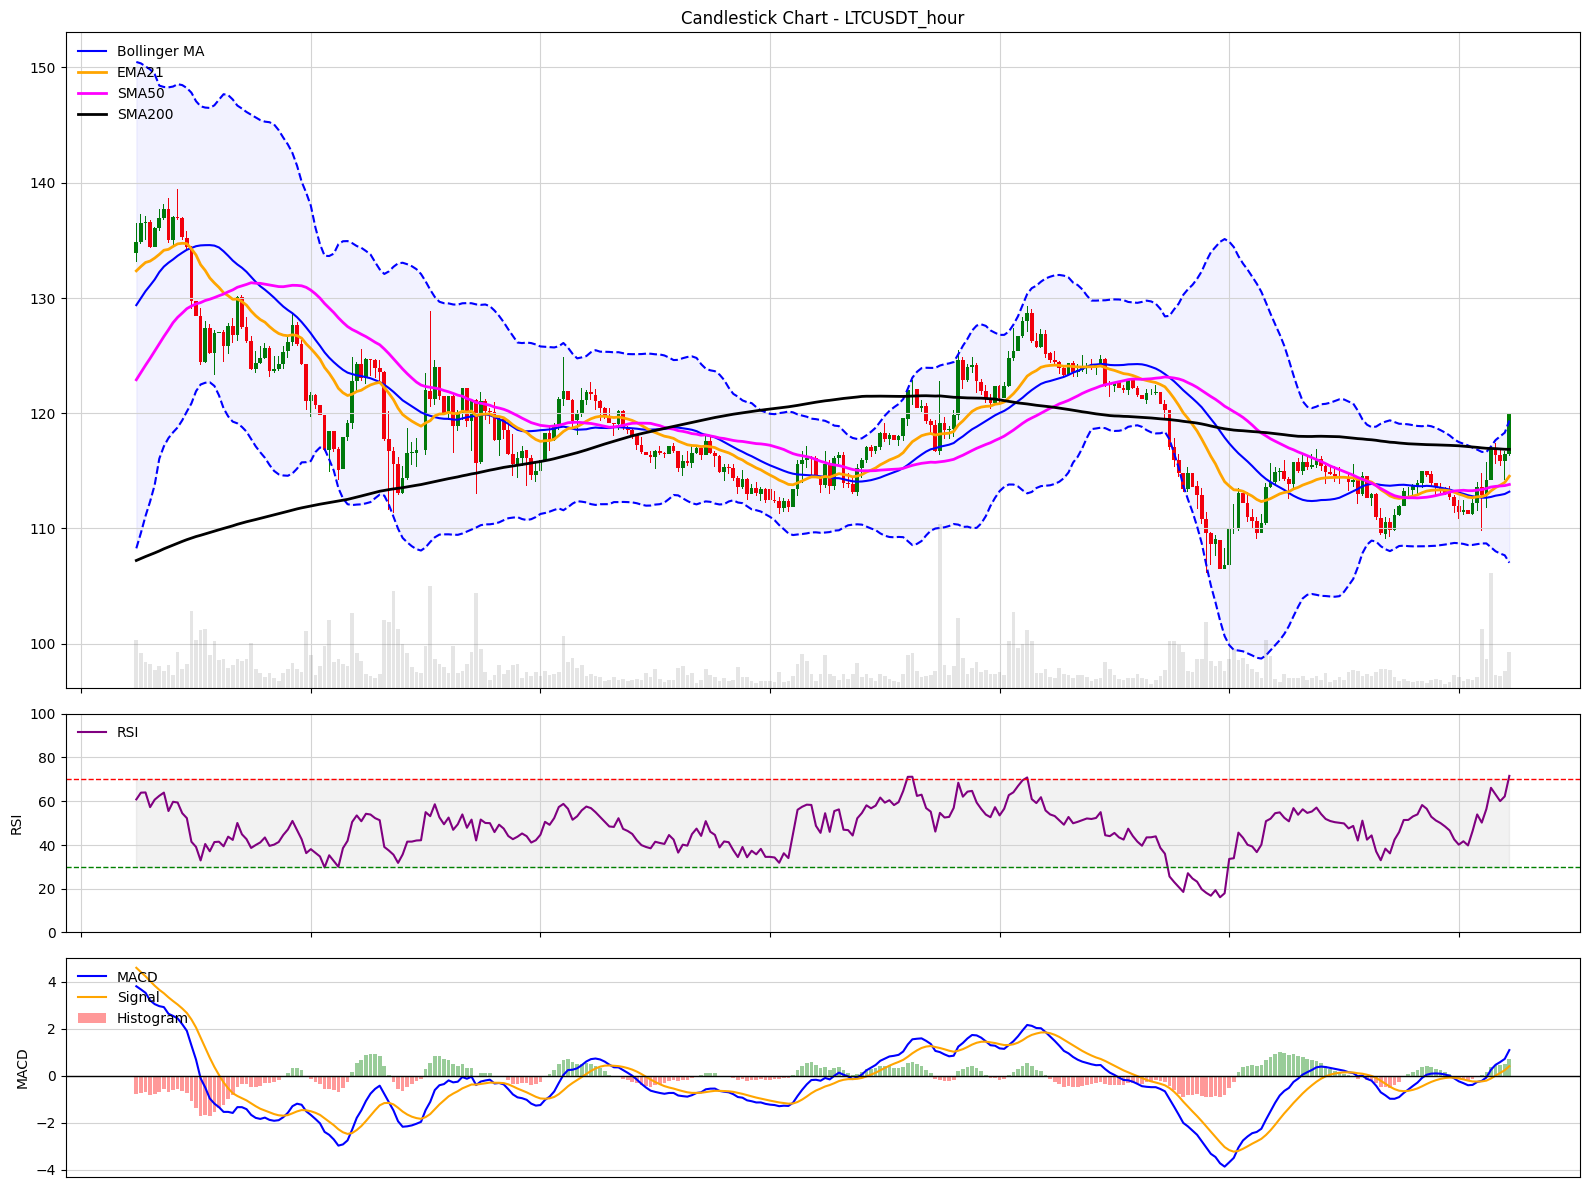 Candlestick Chart - LTCUSDT_hour
Bollinger MA
EMA21
SMA50
SMA200
150
140
130
120
110
100
RSI
100
80
60
40
20
0
RSI
MACD
Signal
Histogram
4
2
0
−2
−4
MACD